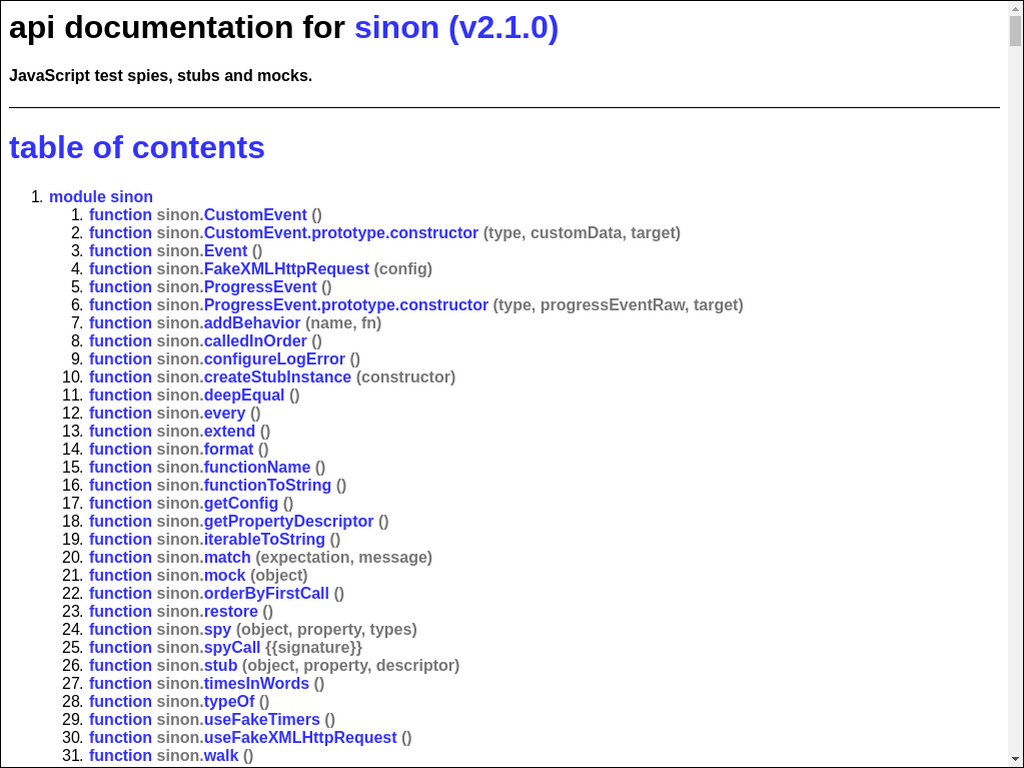 api documentation for sinon (v2.1.0)
JavaScript test spies, stubs and mocks.
table of contents
1. module sinon
1. function sinon.CustomEvent ()
2. function sinon.CustomEvent.prototype.constructor (type, customData, target)
3. function sinon.Event ()
4. function sinon.FakeXMLHttpRequest (config)
5. function sinon.ProgressEvent ()
6. function sinon.ProgressEvent.prototype.constructor (type, progressEventRaw, target)
7. function sinon.addBehavior (name, fn)
8. function sinon.calledInOrder ()
9. function sinon.configureLogError ()
10. function sinon.createStubInstance (constructor)
11. function sinon.deepEqual ()
12. function sinon.every ()
13. function sinon.extend ()
14. function sinon.format ()
15. function sinon.functionName ()
16. function sinon.functionToString ()
17. function sinon.getConfig ()
18. function sinon.getPropertyDescriptor ()
19. function sinon.iterableToString ()
20. function sinon.match (expectation, message)
21. function sinon.mock (object)
22. function sinon.orderByFirstCall ()
23. function sinon.restore ()
24. function sinon.spy (object, property, types)
25. function sinon.spyCall {{signature}}
26. function sinon.stub (object, property, descriptor)
27. function sinon.timesInWords ()
28. function sinon.typeOf ()
29. function sinon.useFakeTimers ()
30. function sinon.useFakeXMLHttpRequest ()
31. function sinon.walk ()